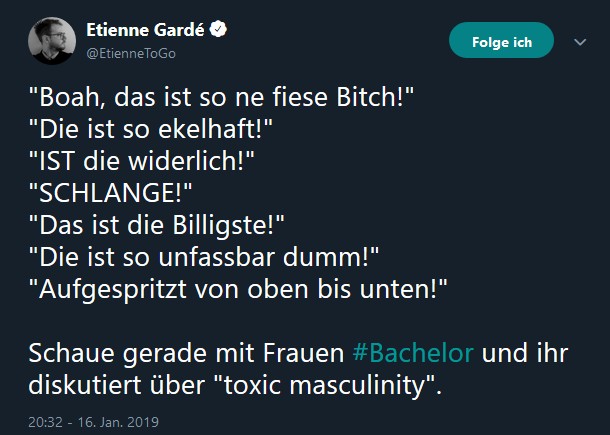 Etienne Gardé
@EtienneToGo
Folge ich
"Boah, das ist so ne fiese Bitch!"
"Die ist so ekelhaft!"
"IST die widerlich!"
"SCHLANGE!"
"Das ist die Billigste!"
"Die ist so unfassbar dumm!"
"Aufgespritzt von oben bis unten!"
Schaue gerade mit Frauen #Bachelor und ihr
diskutiert über "toxic masculinity".
20:32 - 16. Jan. 2019